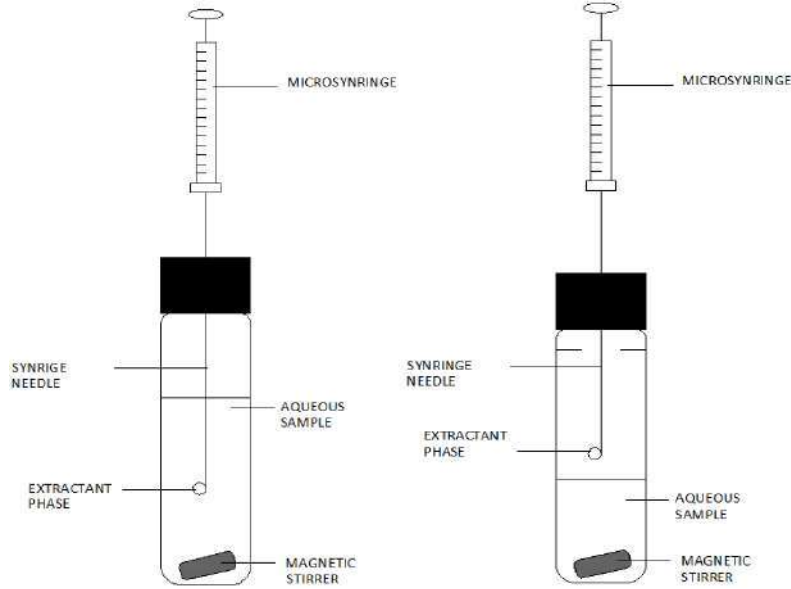 MICROSYNRINGE
SYNRIGE
NEEDLE
AQUEOUS
SAMPLE
EXTRACTANT
PHASE
MAGNETIC
STIRRER
MICROSYNRINGE
SYNRINGE
NEEDLE
EXTRACTANT
PHASE
AQUEOUS
SAMPLE
MAGNETIC
STIRRER